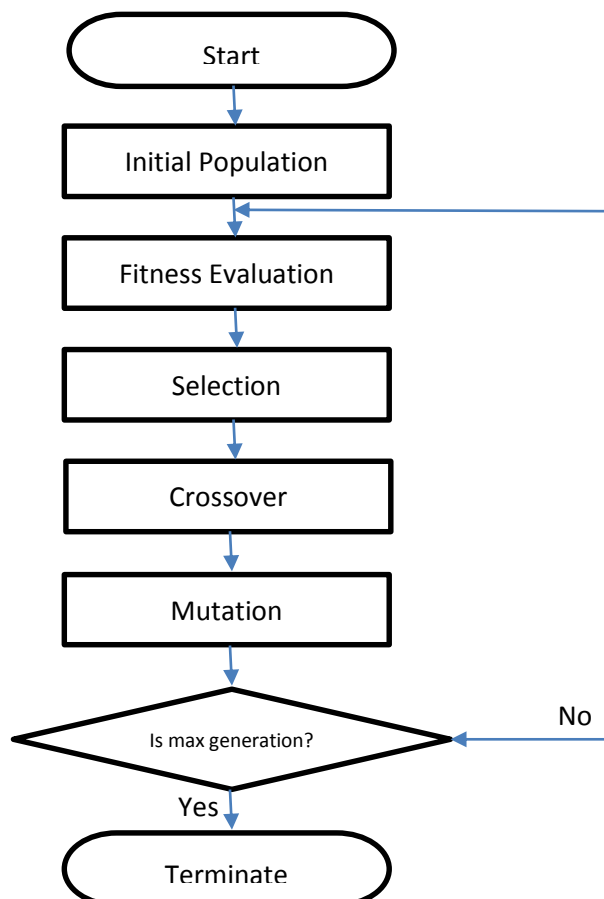 Start
Initial Population
Fitness Evaluation
Selection
Crossover
Mutation
Is max generation?
No
Yes
Terminate